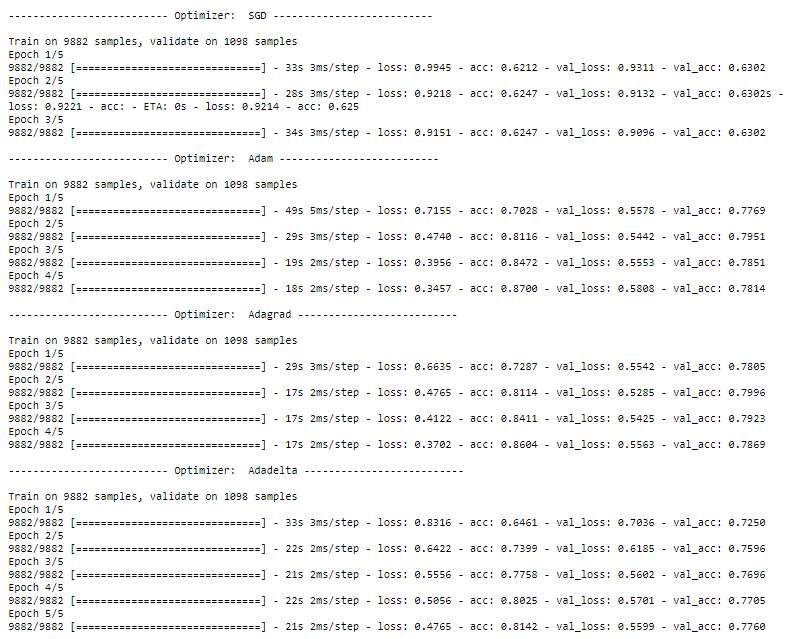 -------------------------- Optimizer:  SGD --------------------------
Train on 9882 samples, validate on 1098 samples
Epoch 1/5
9882/9882 [==============================] - 33s 3ms/step - loss: 0.9945 - acc: 0.6212 - val_loss: 0.9311 - val_acc: 0.6302
Epoch 2/5
9882/9882 [==============================] - 28s 3ms/step - loss: 0.9218 - acc: 0.6247 - val_loss: 0.9132 - val_acc: 0.6302s -
loss: 0.9221 - acc: - ETA: 0s - loss: 0.9214 - acc: 0.625
Epoch 3/5
9882/9882 [==============================] - 34s 3ms/step - loss: 0.9151 - acc: 0.6247 - val_loss: 0.9096 - val_acc: 0.6302
-------------------------- Optimizer:  Adam --------------------------
Train on 9882 samples, validate on 1098 samples
Epoch 1/5
9882/9882 [==============================] - 49s 5ms/step - loss: 0.7155 - acc: 0.7028 - val_loss: 0.5578 - val_acc: 0.7769
Epoch 2/5
9882/9882 [==============================] - 29s 3ms/step - loss: 0.4740 - acc: 0.8116 - val_loss: 0.5442 - val_acc: 0.7951
Epoch 3/5
9882/9882 [==============================] - 19s 2ms/step - loss: 0.3956 - acc: 0.8472 - val_loss: 0.5553 - val_acc: 0.7851
Epoch 4/5
9882/9882 [==============================] - 18s 2ms/step - loss: 0.3457 - acc: 0.8700 - val_loss: 0.5808 - val_acc: 0.7814
-------------------------- Optimizer:  Adagrad --------------------------
Train on 9882 samples, validate on 1098 samples
Epoch 1/5
9882/9882 [==============================] - 29s 3ms/step - loss: 0.6635 - acc: 0.7287 - val_loss: 0.5542 - val_acc: 0.7805
Epoch 2/5
9882/9882 [==============================] - 17s 2ms/step - loss: 0.4765 - acc: 0.8114 - val_loss: 0.5285 - val_acc: 0.7996
Epoch 3/5
9882/9882 [==============================] - 17s 2ms/step - loss: 0.4122 - acc: 0.8411 - val_loss: 0.5425 - val_acc: 0.7923
Epoch 4/5
9882/9882 [==============================] - 17s 2ms/step - loss: 0.3702 - acc: 0.8604 - val_loss: 0.5563 - val_acc: 0.7869
-------------------------- Optimizer:  Adadelta --------------------------
Train on 9882 samples, validate on 1098 samples
Epoch 1/5
9882/9882 [==============================] - 33s 3ms/step - loss: 0.8316 - acc: 0.6461 - val_loss: 0.7036 - val_acc: 0.7250
Epoch 2/5
9882/9882 [==============================] - 22s 2ms/step - loss: 0.6422 - acc: 0.7399 - val_loss: 0.6185 - val_acc: 0.7596
Epoch 3/5
9882/9882 [==============================] - 21s 2ms/step - loss: 0.5556 - acc: 0.7758 - val_loss: 0.5602 - val_acc: 0.7696
Epoch 4/5
9882/9882 [==============================] - 22s 2ms/step - loss: 0.5056 - acc: 0.8025 - val_loss: 0.5701 - val_acc: 0.7705
Epoch 5/5
9882/9882 [==============================] - 21s 2ms/step - loss: 0.4765 - acc: 0.8142 - val_loss: 0.5599 - val_acc: 0.7760